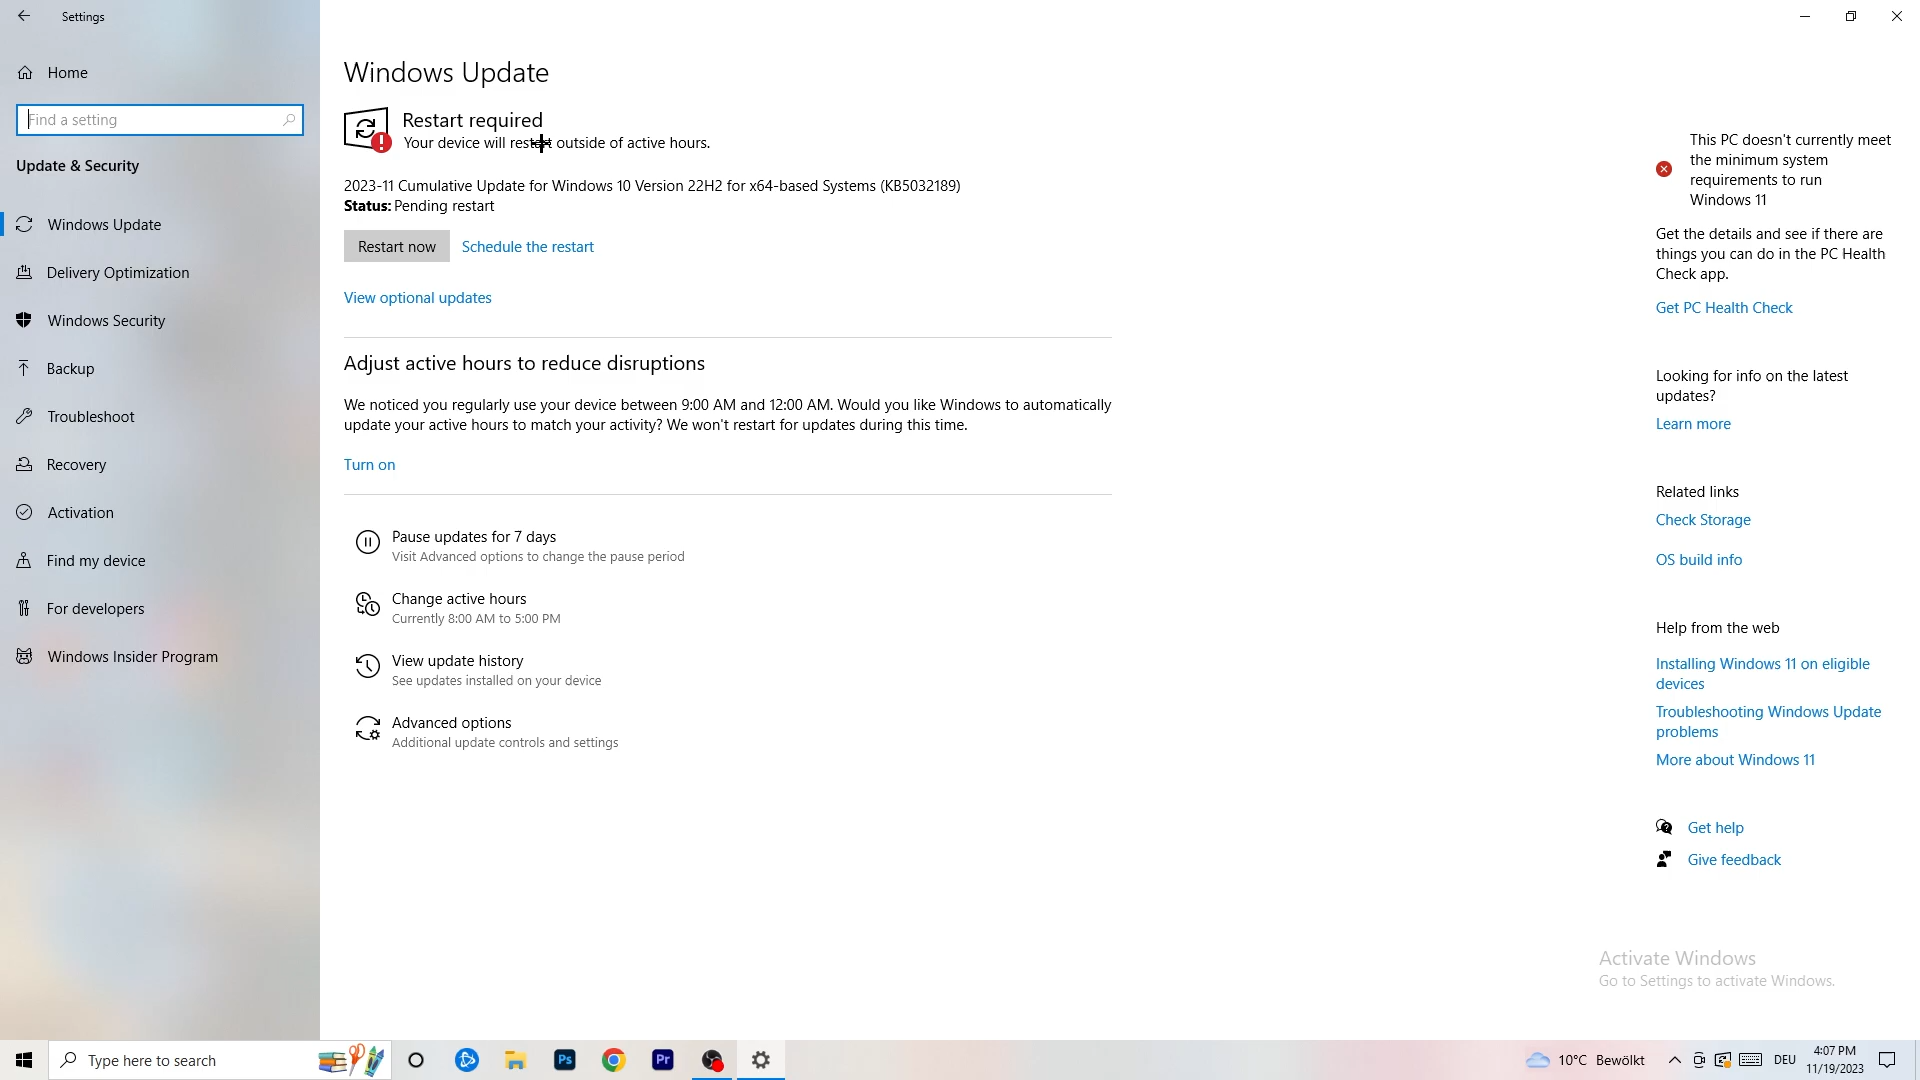 Settings
Home
Find a setting
Update & Security
Windows Update
Delivery Optimization
Windows Security
Backup
Troubleshoot
Recovery
Activation
Find my device
For developers
Windows Insider Program
Windows Update
Restart required
Your device will restart outside of active hours.
2023-11 Cumulative Update for Windows 10 Version 22H2 for x64-based Systems (KB5032189)
Status: Pending restart
Restart now
Schedule the restart
View optional updates
Adjust active hours to reduce disruptions
We noticed you regularly use your device between 9:00 AM and 12:00 AM. Would you like Windows to automatically
update your active hours to match your activity? We won't restart for updates during this time.
Turn on
Pause updates for 7 days
Visit Advanced options to change the pause period
Change active hours
Currently 8:00 AM to 5:00 PM
View update history
See updates installed on your device
Advanced options
Additional update controls and settings
This PC doesn't currently meet
the minimum system
requirements to run
Windows 11
Get the details and see if there are
things you can do in the PC Health
Check app.
Get PC Health Check
Looking for info on the latest
updates?
Learn more
Related links
Check Storage
OS build info
Help from the web
Installing Windows 11 on eligible
devices
Troubleshooting Windows Update
problems
More about Windows 11
Get help
Give feedback
Activate Windows
Go to Settings to activate Windows.
Type here to search
Ps
Pr
10°C Bewölkt
DEU
4:07 PM
11/19/2023